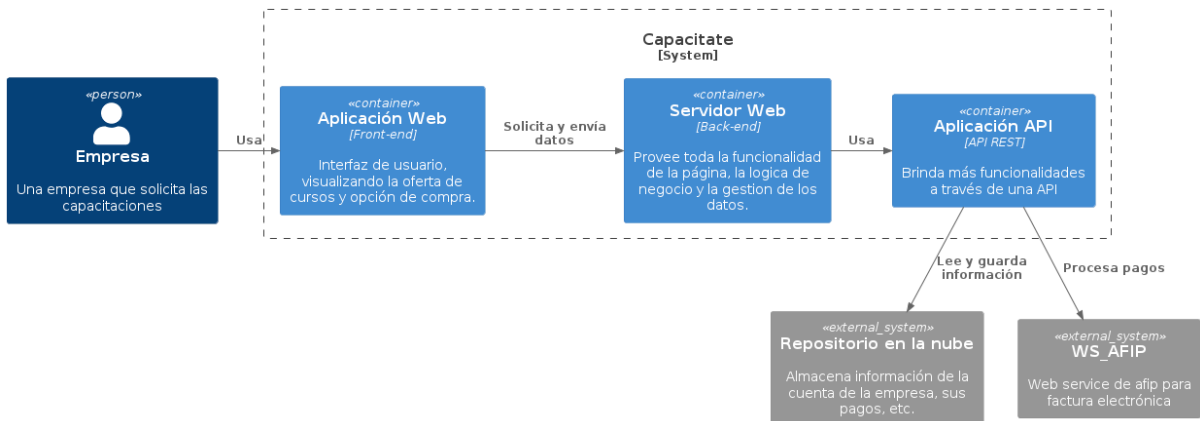 Capacitate
[System]
«person»
Empresa
Una empresa que solicita las
capacitaciones
Usa
«container»
Aplicación Web
[Front-end]
Interfaz de usuario,
visualizando la oferta de
cursos y opción de compra.
Solicita y envía
datos
«container»
Servidor Web
[Back-end]
Provee toda la funcionalidad
de la página, la logica de
negocio y la gestion de los
datos.
Usa
«container»
Aplicación API
[API REST]
Brinda más funcionalidades
a través de una API
Lee y guarda
información
Procesa pagos
«external_system»
Repositorio en la nube
Almacena información de la
cuenta de la empresa, sus
pagos, etc.
«external_system»
WS_AFIP
Web service de afip para
factura electrónica